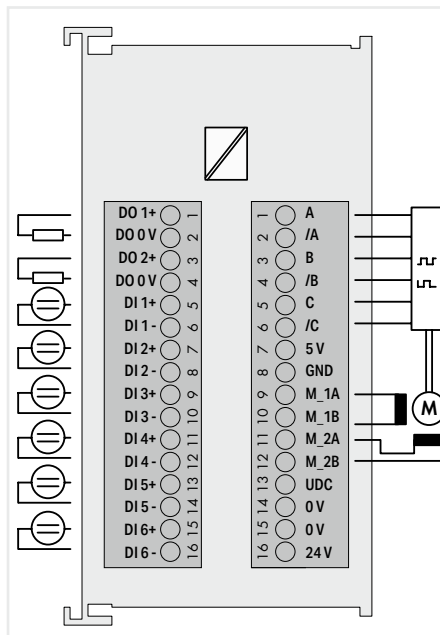 DO 1+ 1
DO 0 V 2
DO 2+ 3
DO 0 V 4
DI 1+ 5
DI 1 - 6
DI 2+ 7
DI 2 - 8
DI 3+ 9
DI 3 - 10
DI 4+ 11
DI 4 - 12
DI 5+ 13
DI 5 - 14
DI 6+ 15
DI 6 - 16
1 A
2 /A
3 B
4 /B
5 C
6 /C
7 5 V
8 GND
9 M_1A
10 M_1B
11 M_2A
12 M_2B
13 UDC
14 0 V
15 0 V
16 24 V
M